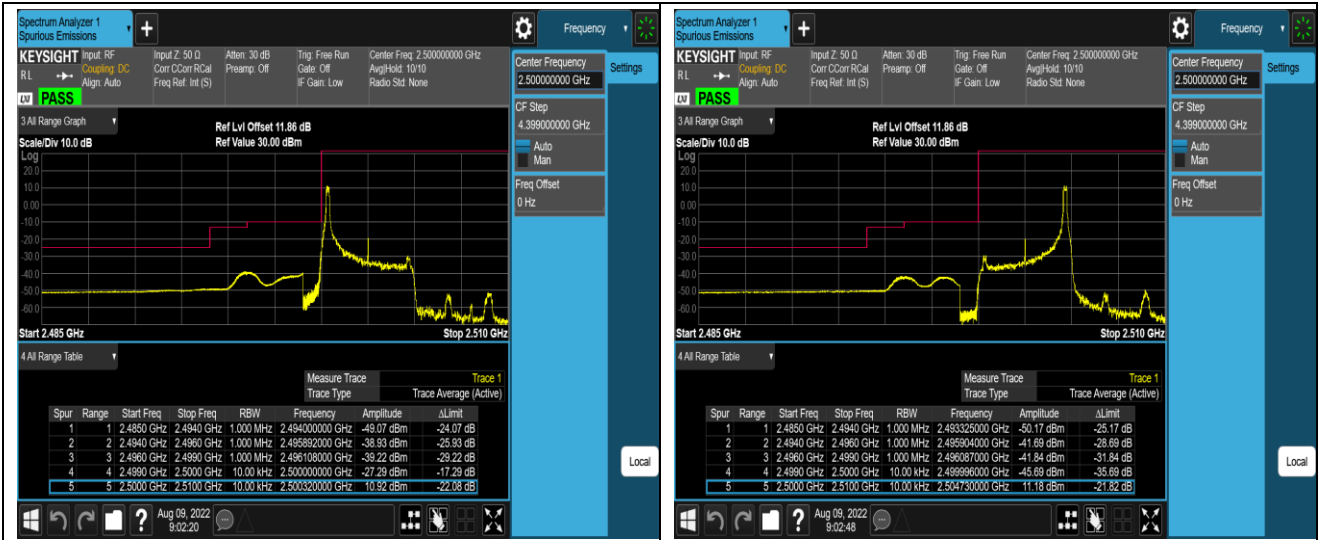 Spectrum Analyzer 1
Spurious Emissions
+
Frequency
KEYSIGHT Input: RF
Coupling: DC
Align: Auto
Input Z: 50 Ω
Corr CCorr RCal
Freq Ref: Int (S)
Atten: 30 dB
Preamp: Off
Trig: Free Run
Gate: Off
IF Gain: Low
Center Freq: 2.500000000 GHz
Avg|Hold: 10/10
Radio Std: None
RL
LXI PASS
Center Frequency
2.500000000 GHz
Settings
CF Step
4.399000000 GHz
Auto
Man
Freq Offset
0 Hz
Local
3 All Range Graph
Ref Lvl Offset 11.86 dB
Scale/Div 10.0 dB
Ref Value 30.00 dBm
Log
20.0
10.0
0.00
-10.0
-20.0
-30.0
-40.0
-50.0
-60.0
Start 2.485 GHz
Stop 2.510 GHz
4 All Range Table
Measure Trace Trace 1
Trace Type Trace Average (Active)
Spur Range Start Freq Stop Freq RBW Frequency Amplitude ΔLimit
1 1 2.4850 GHz 2.4940 GHz 1.000 MHz 2.494000000 GHz -49.07 dBm -24.07 dB
2 2 2.4940 GHz 2.4960 GHz 1.000 MHz 2.495892000 GHz -38.93 dBm -25.93 dB
3 3 2.4960 GHz 2.4990 GHz 1.000 MHz 2.496108000 GHz -39.22 dBm -29.22 dB
4 4 2.4990 GHz 2.5000 GHz 10.00 kHz 2.500000000 GHz -27.29 dBm -17.29 dB
5 5 2.5000 GHz 2.5100 GHz 10.00 kHz 2.500320000 GHz 10.92 dBm -22.08 dB
?
Aug 09, 2022
9:02:20
Spectrum Analyzer 1
Spurious Emissions
+
Frequency
KEYSIGHT Input: RF
Coupling: DC
Align: Auto
Input Z: 50 Ω
Corr CCorr RCal
Freq Ref: Int (S)
Atten: 30 dB
Preamp: Off
Trig: Free Run
Gate: Off
IF Gain: Low
Center Freq: 2.500000000 GHz
Avg|Hold: 10/10
Radio Std: None
RL
LXI PASS
Center Frequency
2.500000000 GHz
Settings
CF Step
4.399000000 GHz
Auto
Man
Freq Offset
0 Hz
Local
3 All Range Graph
Ref Lvl Offset 11.86 dB
Scale/Div 10.0 dB
Ref Value 30.00 dBm
Log
20.0
10.0
0.00
-10.0
-20.0
-30.0
-40.0
-50.0
-60.0
Start 2.485 GHz
Stop 2.510 GHz
4 All Range Table
Measure Trace Trace 1
Trace Type Trace Average (Active)
Spur Range Start Freq Stop Freq RBW Frequency Amplitude ΔLimit
1 1 2.4850 GHz 2.4940 GHz 1.000 MHz 2.493325000 GHz -50.17 dBm -25.17 dB
2 2 2.4940 GHz 2.4960 GHz 1.000 MHz 2.495904000 GHz -41.69 dBm -28.69 dB
3 3 2.4960 GHz 2.4990 GHz 1.000 MHz 2.496087000 GHz -41.84 dBm -31.84 dB
4 4 2.4990 GHz 2.5000 GHz 10.00 kHz 2.499996000 GHz -45.69 dBm -35.69 dB
5 5 2.5000 GHz 2.5100 GHz 10.00 kHz 2.504730000 GHz 11.18 dBm -21.82 dB
?
Aug 09, 2022
9:02:48